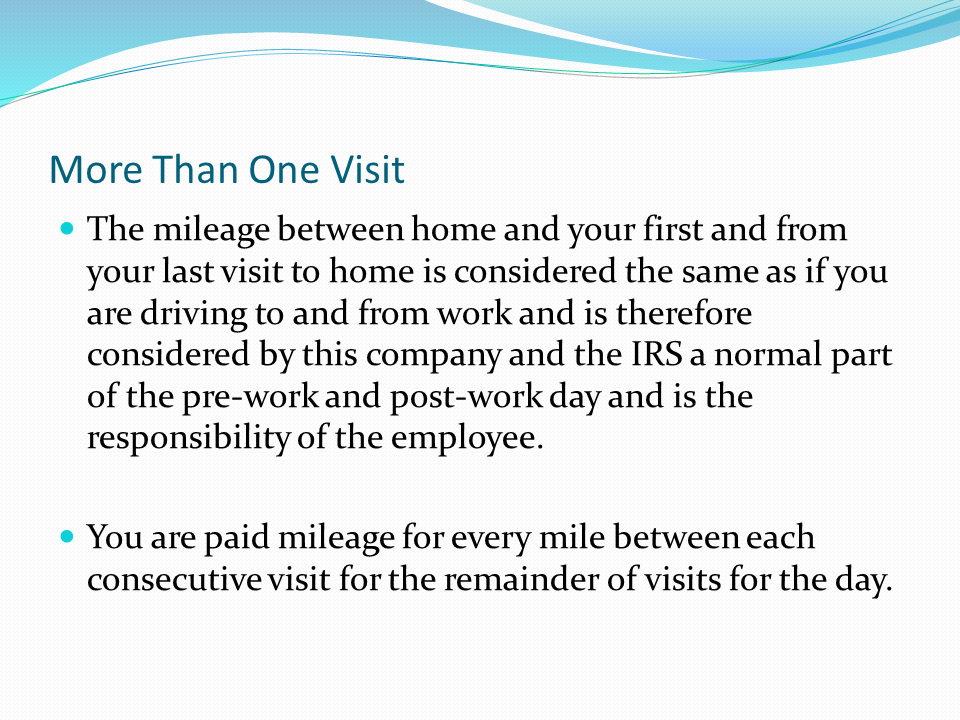 More Than One Visit
The mileage between home and your first and from
your last visit to home is considered the same as if you
are driving to and from work and is therefore
considered by this company and the IRS a normal part
of the pre-work and post-work day and is the
responsibility of the employee.
You are paid mileage for every mile between each
consecutive visit for the remainder of visits for the day.